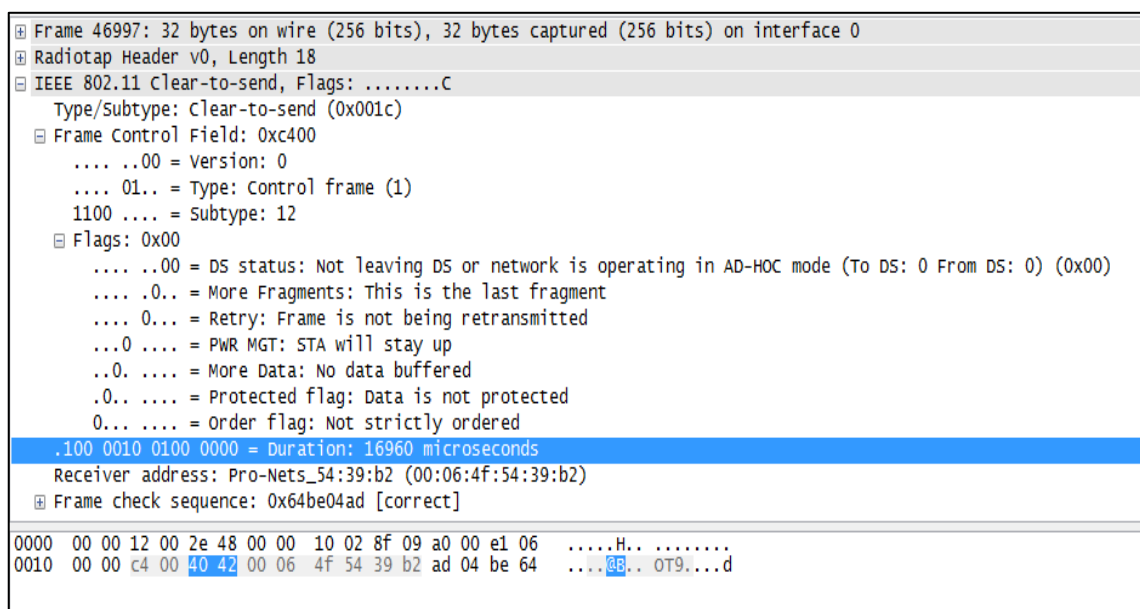 Frame 46997: 32 bytes on wire (256 bits), 32 bytes captured (256 bits) on interface 0
Radiotap Header v0, Length 18
IEEE 802.11 Clear-to-send, Flags: ........C
Type/Subtype: Clear-to-send (0x001c)
Frame Control Field: 0xc400
.... ..00 = Version: 0
.... 01.. = Type: Control frame (1)
1100 .... = Subtype: 12
Flags: 0x00
.... ..00 = DS status: Not leaving DS or network is operating in AD-HOC mode (To DS: 0 From DS: 0) (0x00)
.... .0.. = More Fragments: This is the last fragment
.... 0... = Retry: Frame is not being retransmitted
...0 .... = PWR MGT: STA will stay up
..0. .... = More Data: No data buffered
.0.. .... = Protected flag: Data is not protected
0... .... = Order flag: Not strictly ordered
.100 0010 0100 0000 = Duration: 16960 microseconds
Receiver address: Pro-Nets_54:39:b2 (00:06:4f:54:39:b2)
Frame check sequence: 0x64be04ad [correct]
0000 00 00 12 00 2e 48 00 00 10 02 8f 09 a0 00 e1 06 .....H.. ........
0010 00 00 c4 00 40 42 00 06 4f 54 39 b2 ad 04 be 64 ....@B.. OT9....d